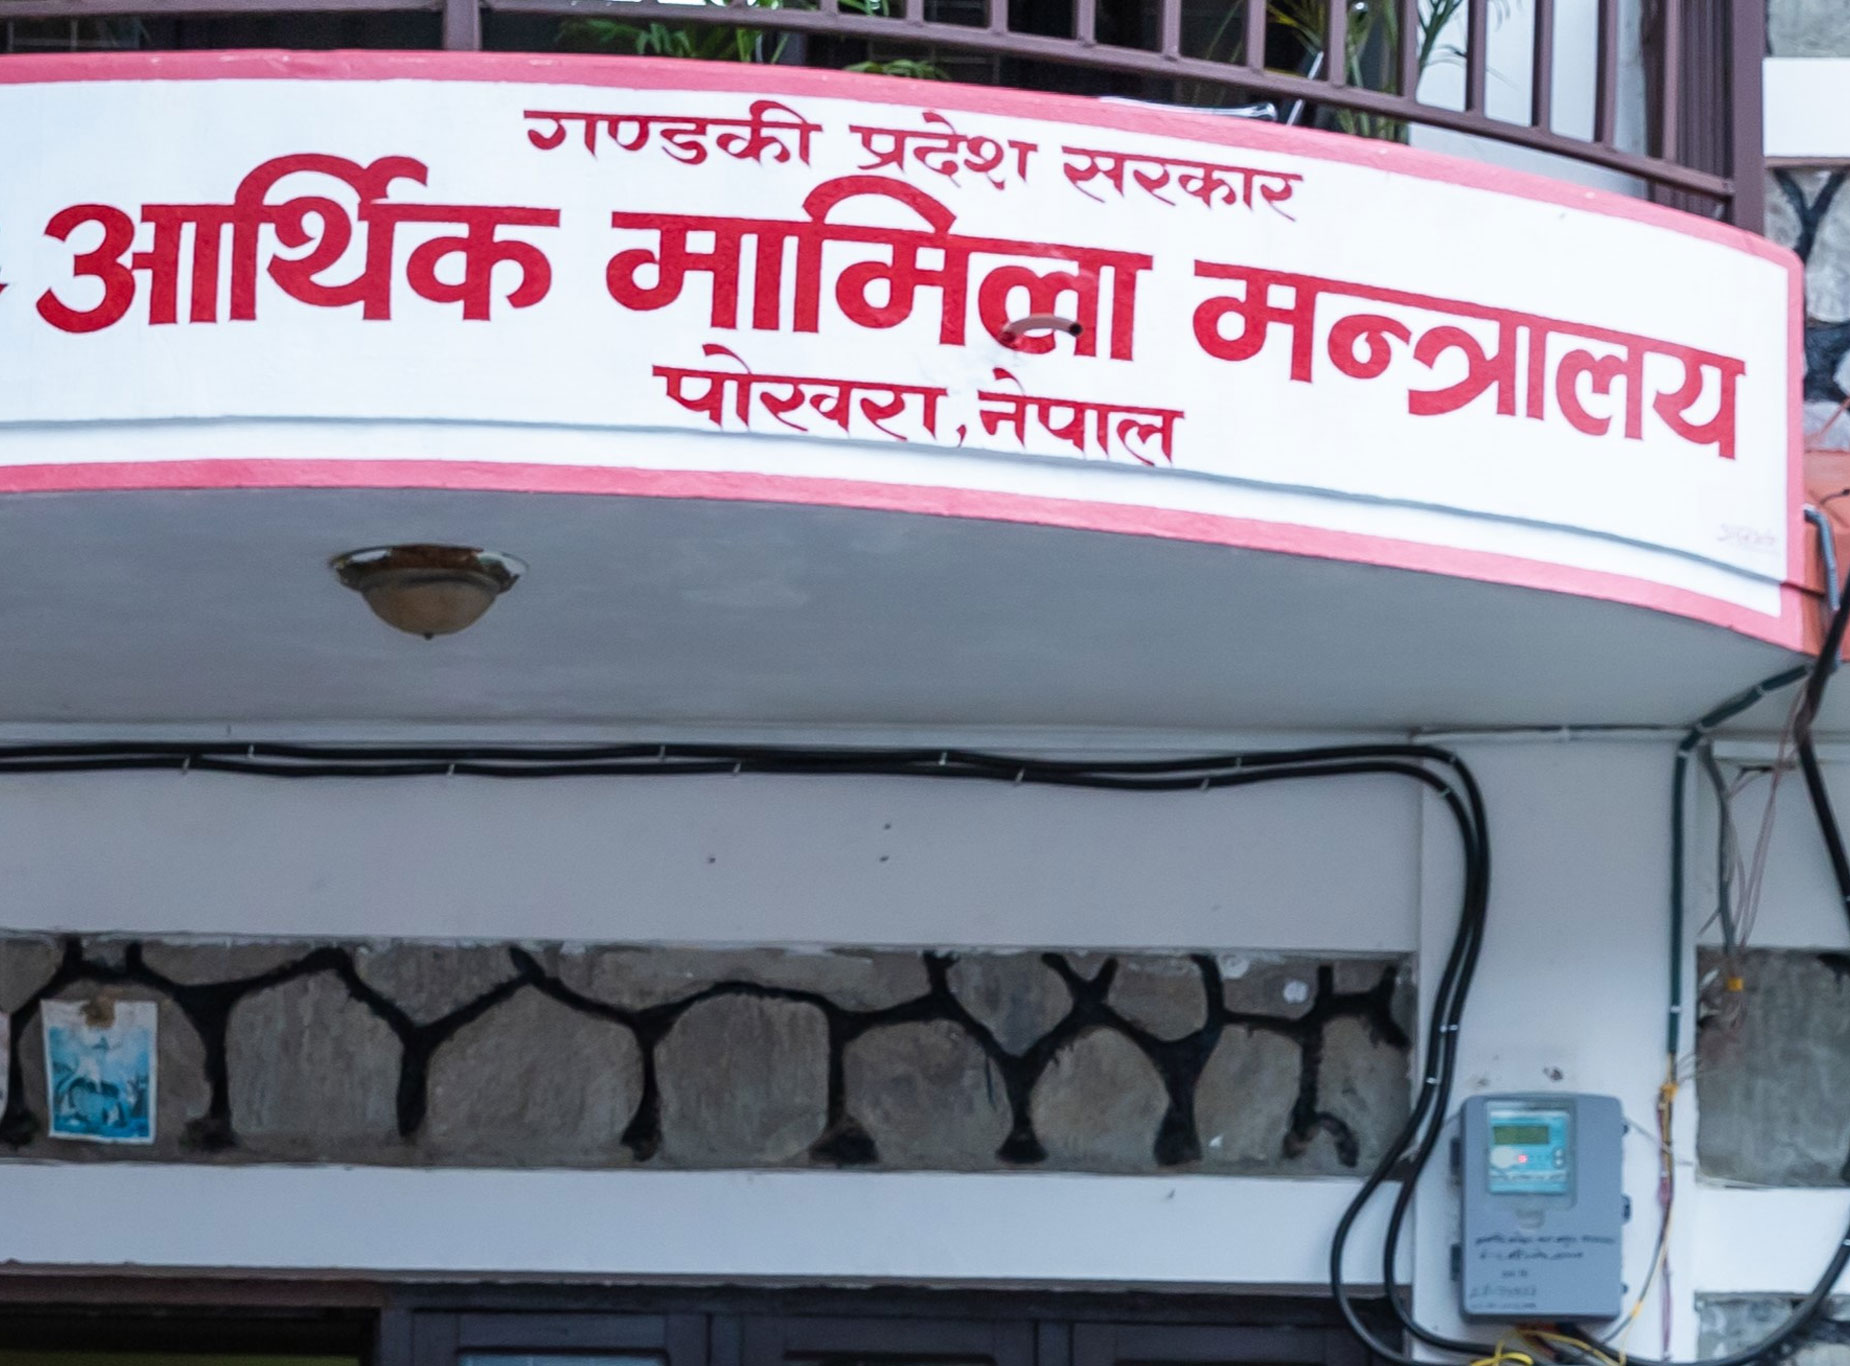 गण्डकी प्रदेश सरकार
आर्थिक मामिला मन्त्रालय
पोखरा, नेपाल